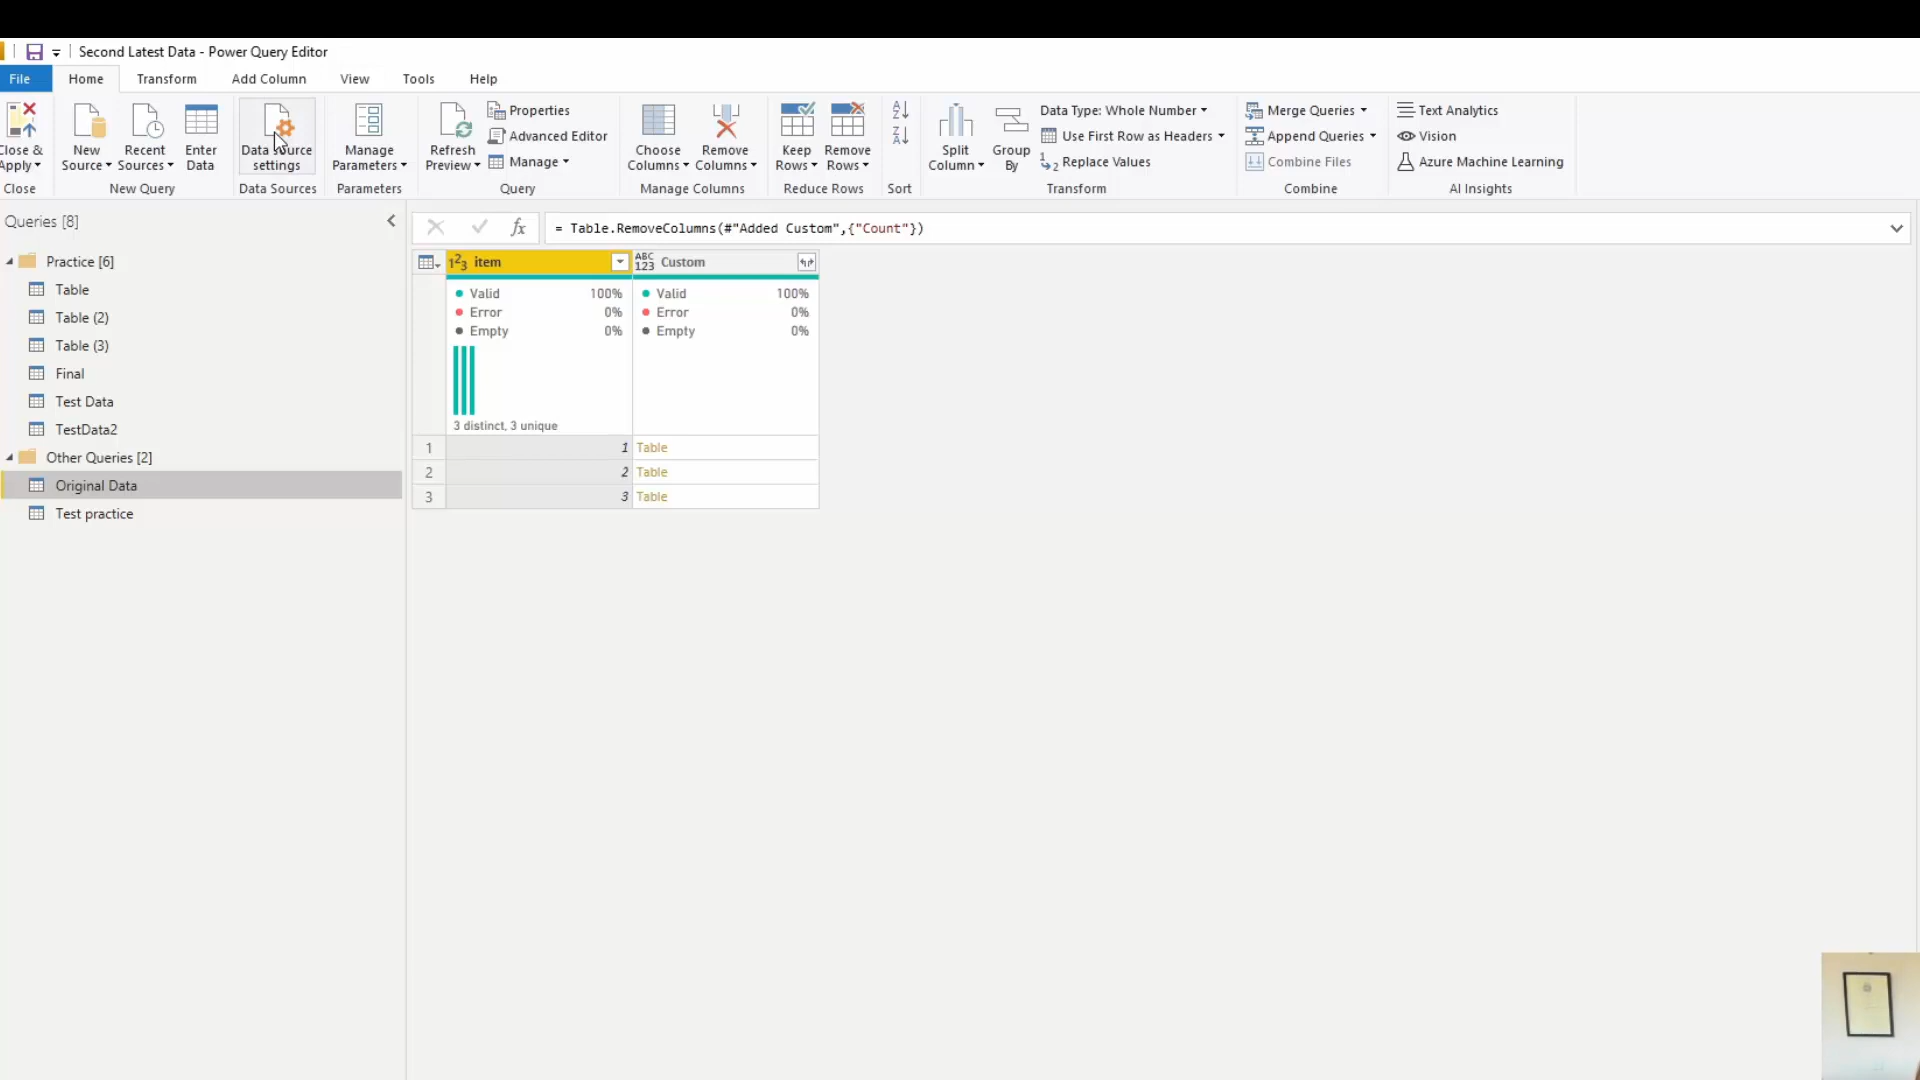 Second Latest Data - Power Query Editor
File Home Transform Add Column View Tools Help
Close & Apply
New Source
Recent Sources
Enter Data
Data source settings
Manage Parameters
Refresh Preview
Properties
Advanced Editor
Manage
Choose Columns
Remove Columns
Keep Rows
Remove Rows
Split Column
Group By
Data Type: Whole Number
Use First Row as Headers
Replace Values
Merge Queries
Append Queries
Combine Files
Text Analytics
Vision
Azure Machine Learning
Close New Query Data Sources Parameters Query Manage Columns Reduce Rows Sort Transform Combine AI Insights
Queries [8]
Practice [6]
Table
Table (2)
Table (3)
Final
Test Data
TestData2
Other Queries [2]
Original Data
Test practice
fx = Table.RemoveColumns(#"Added Custom",{"Count"})
123 item ABC 123 Custom
Valid 100% Valid 100%
Error 0% Error 0%
Empty 0% Empty 0%
3 distinct, 3 unique
1 1 Table
2 2 Table
3 3 Table